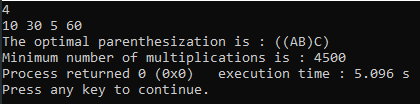 4
10 30 5 60
The optimal parenthesization is : ((AB)C)
Minimum number of multiplications is : 4500
Process returned 0 (0x0)   execution time : 5.096 s
Press any key to continue.